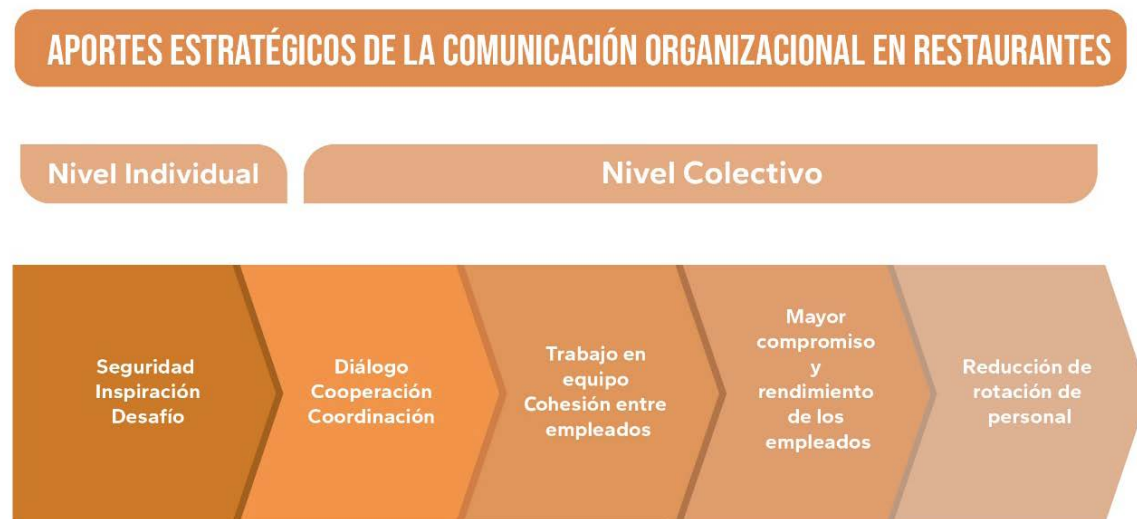 APORTES ESTRATÉGICOS DE LA COMUNICACIÓN ORGANIZACIONAL EN RESTAURANTES
Nivel Individual
Nivel Colectivo
Seguridad
Inspiración
Desafío
Diálogo
Cooperación
Coordinación
Trabajo en
equipo
Cohesión entre
empleados
Mayor
compromiso
y
rendimiento
de los
empleados
Reducción de
rotación de
personal